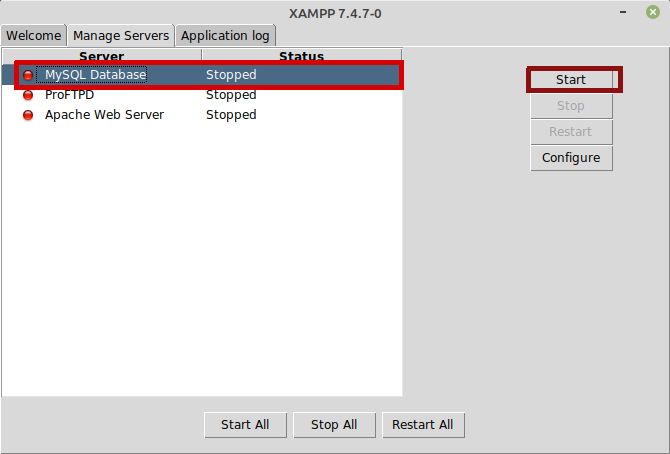 XAMPP 7.4.7-0
Welcome Manage Servers Application log
Server Status
MySQL Database Stopped Start
ProFTPD Stopped Stop
Apache Web Server Stopped Restart
Configure
Start All Stop All Restart All